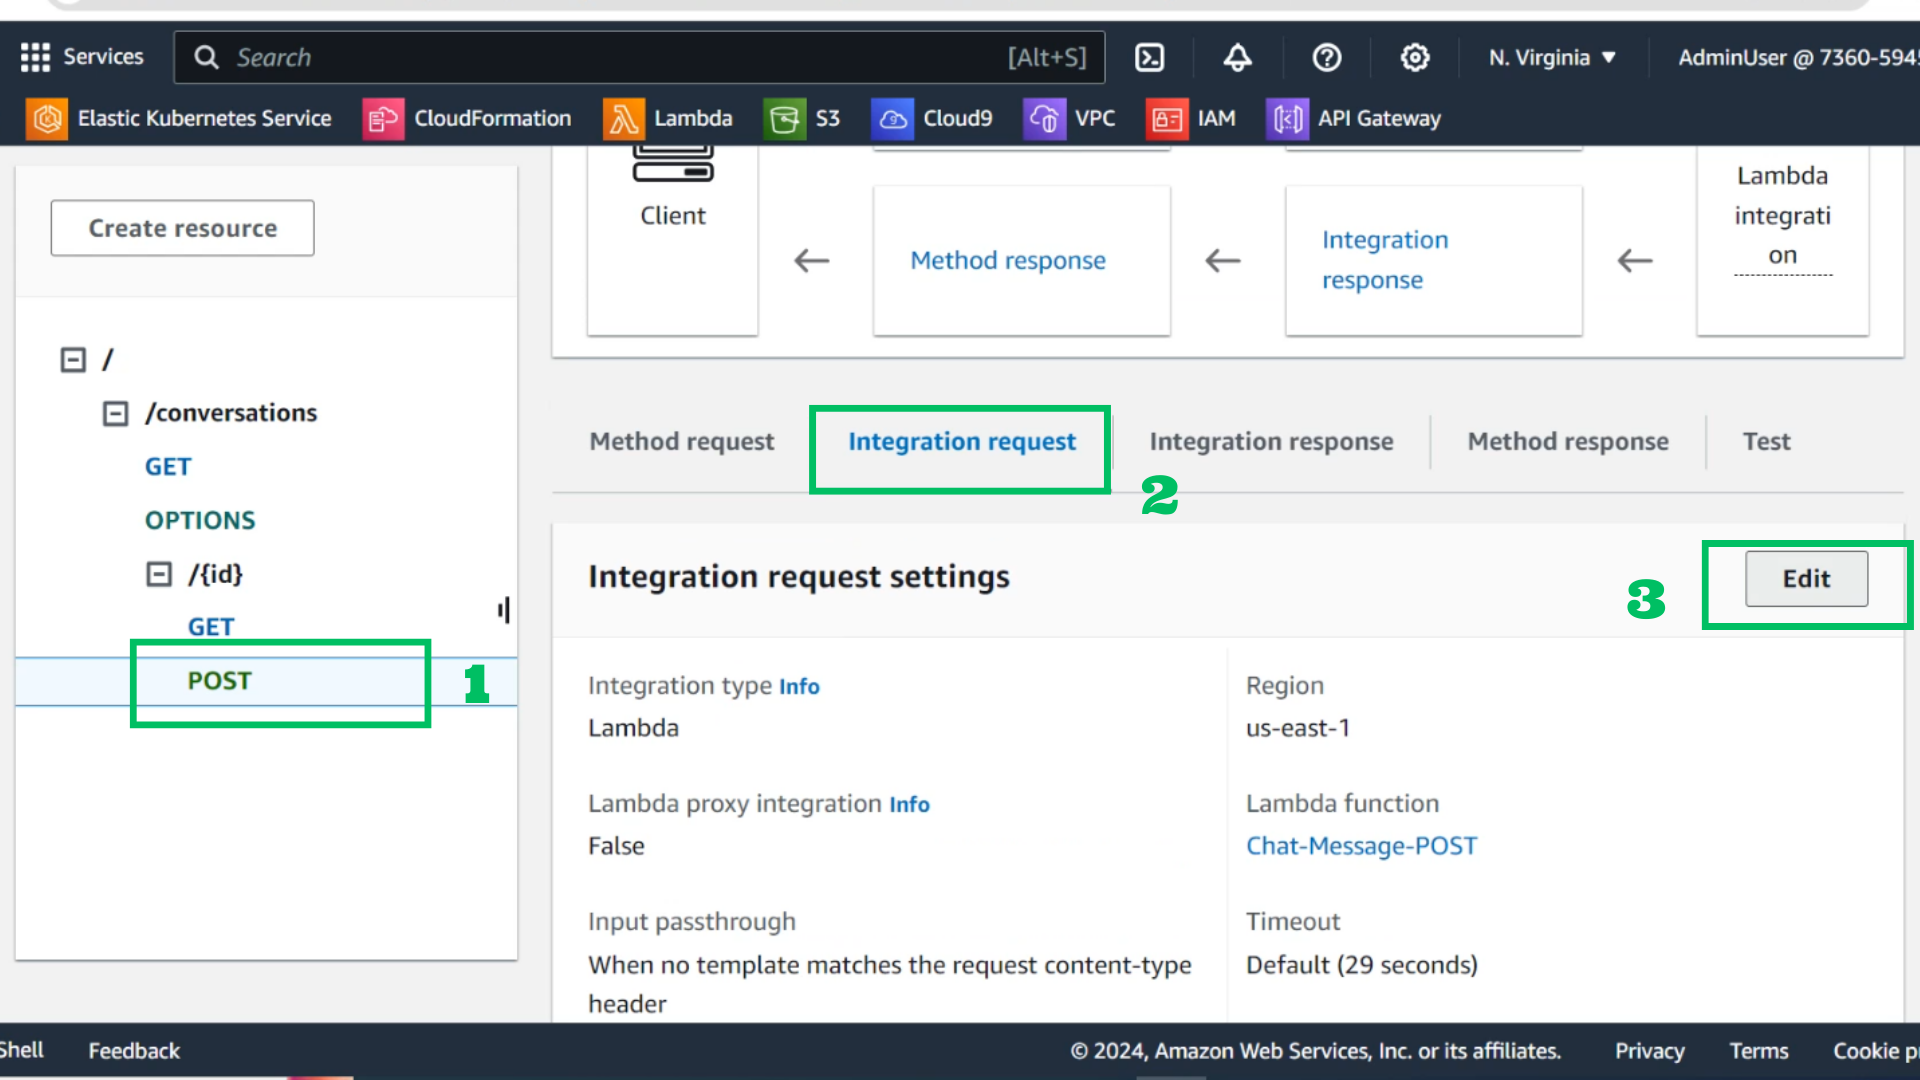 Services
Search
[Alt+S]
N. Virginia ▼
AdminUser @ 7360-5945
Elastic Kubernetes Service
CloudFormation
Lambda
S3
Cloud9
VPC
IAM
API Gateway
Create resource
/
/conversations
GET
OPTIONS
/{id}
GET
POST
1
Client
Method response
Integration
response
Lambda
integrati
on
Method request
Integration request
Integration response
Method response
Test
2
Integration request settings
3
Edit
Integration type Info
Lambda
Region
us-east-1
Lambda proxy integration Info
False
Lambda function
Chat-Message-POST
Input passthrough
When no template matches the request content-type
header
Timeout
Default (29 seconds)
Shell
Feedback
© 2024, Amazon Web Services, Inc. or its affiliates.
Privacy
Terms
Cookie